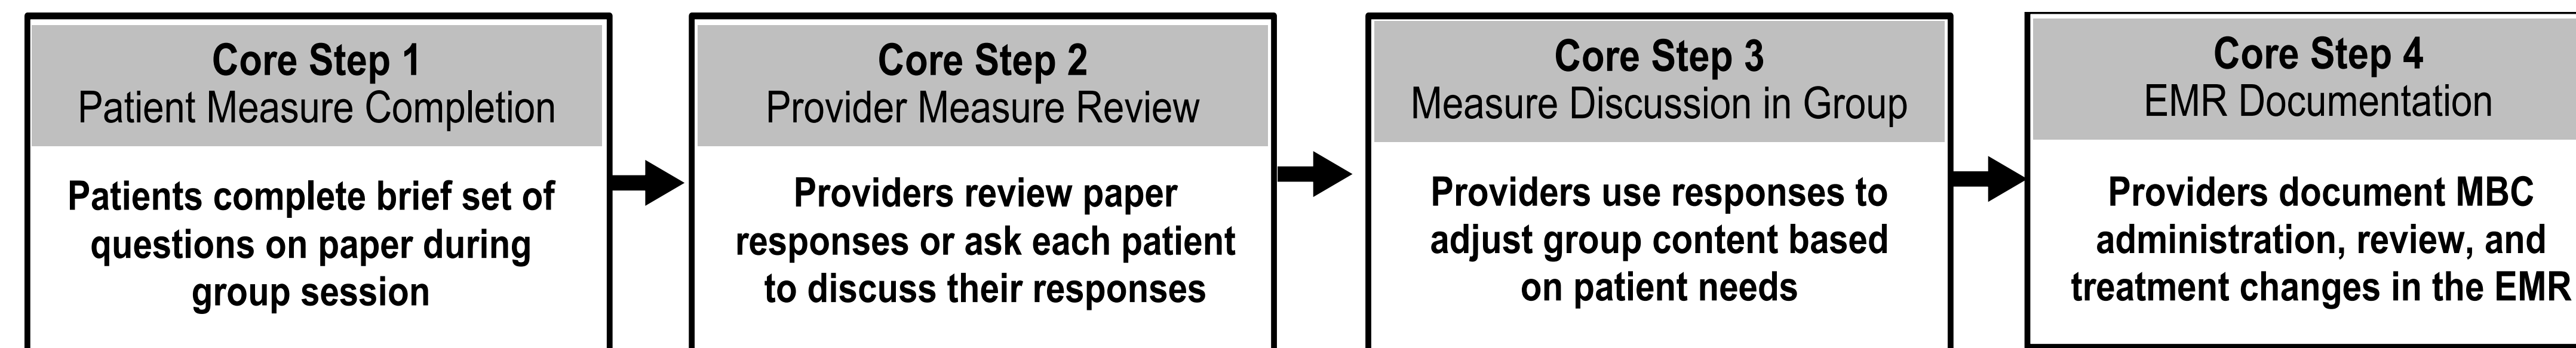 Core Step 1
Patient Measure Completion
Patients complete brief set of
questions on paper during
group session
Core Step 2
Provider Measure Review
Providers review paper
responses or ask each patient
to discuss their responses
Core Step 3
Measure Discussion in Group
Providers use responses to
adjust group content based
on patient needs
Core Step 4
EMR Documentation
Providers document MBC
administration, review, and
treatment changes in the EMR